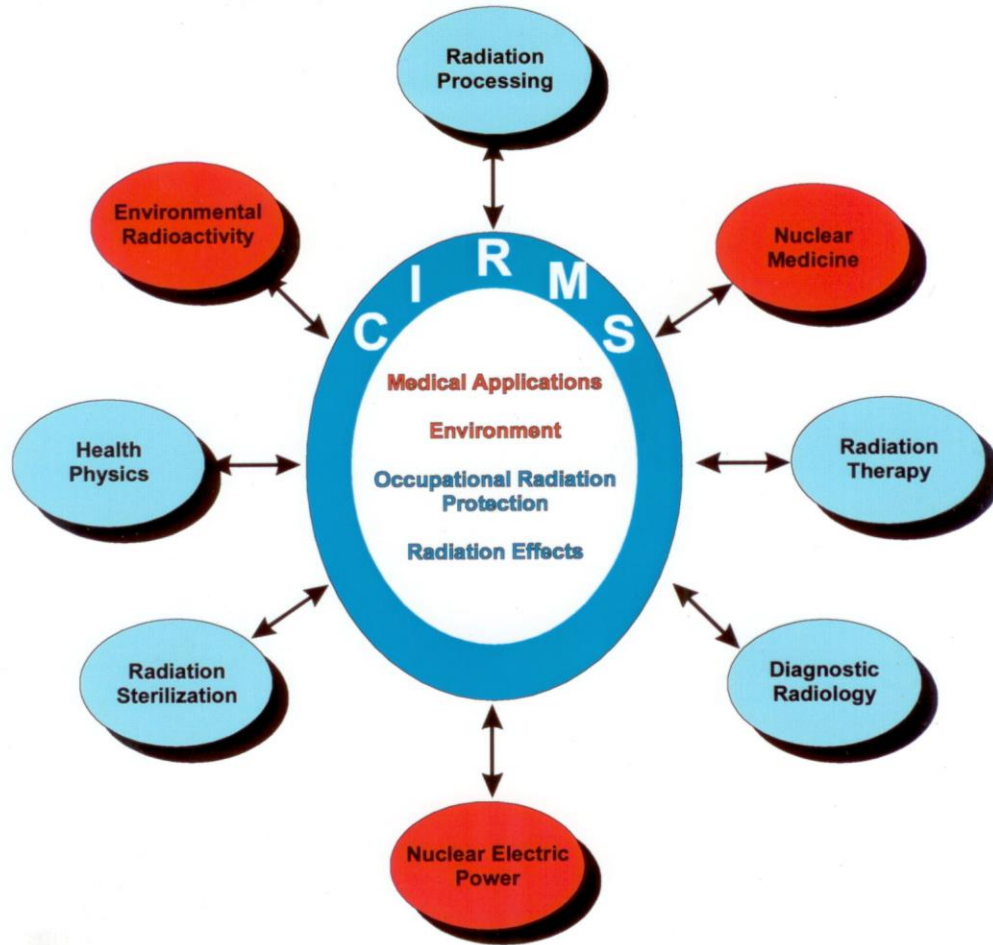 Radiation
Processing
Environmental
Radioactivity
Nuclear
Medicine
C I R M S
Medical Applications
Environment
Occupational Radiation
Protection
Radiation Effects
Health
Physics
Radiation
Therapy
Radiation
Sterilization
Diagnostic
Radiology
Nuclear Electric
Power